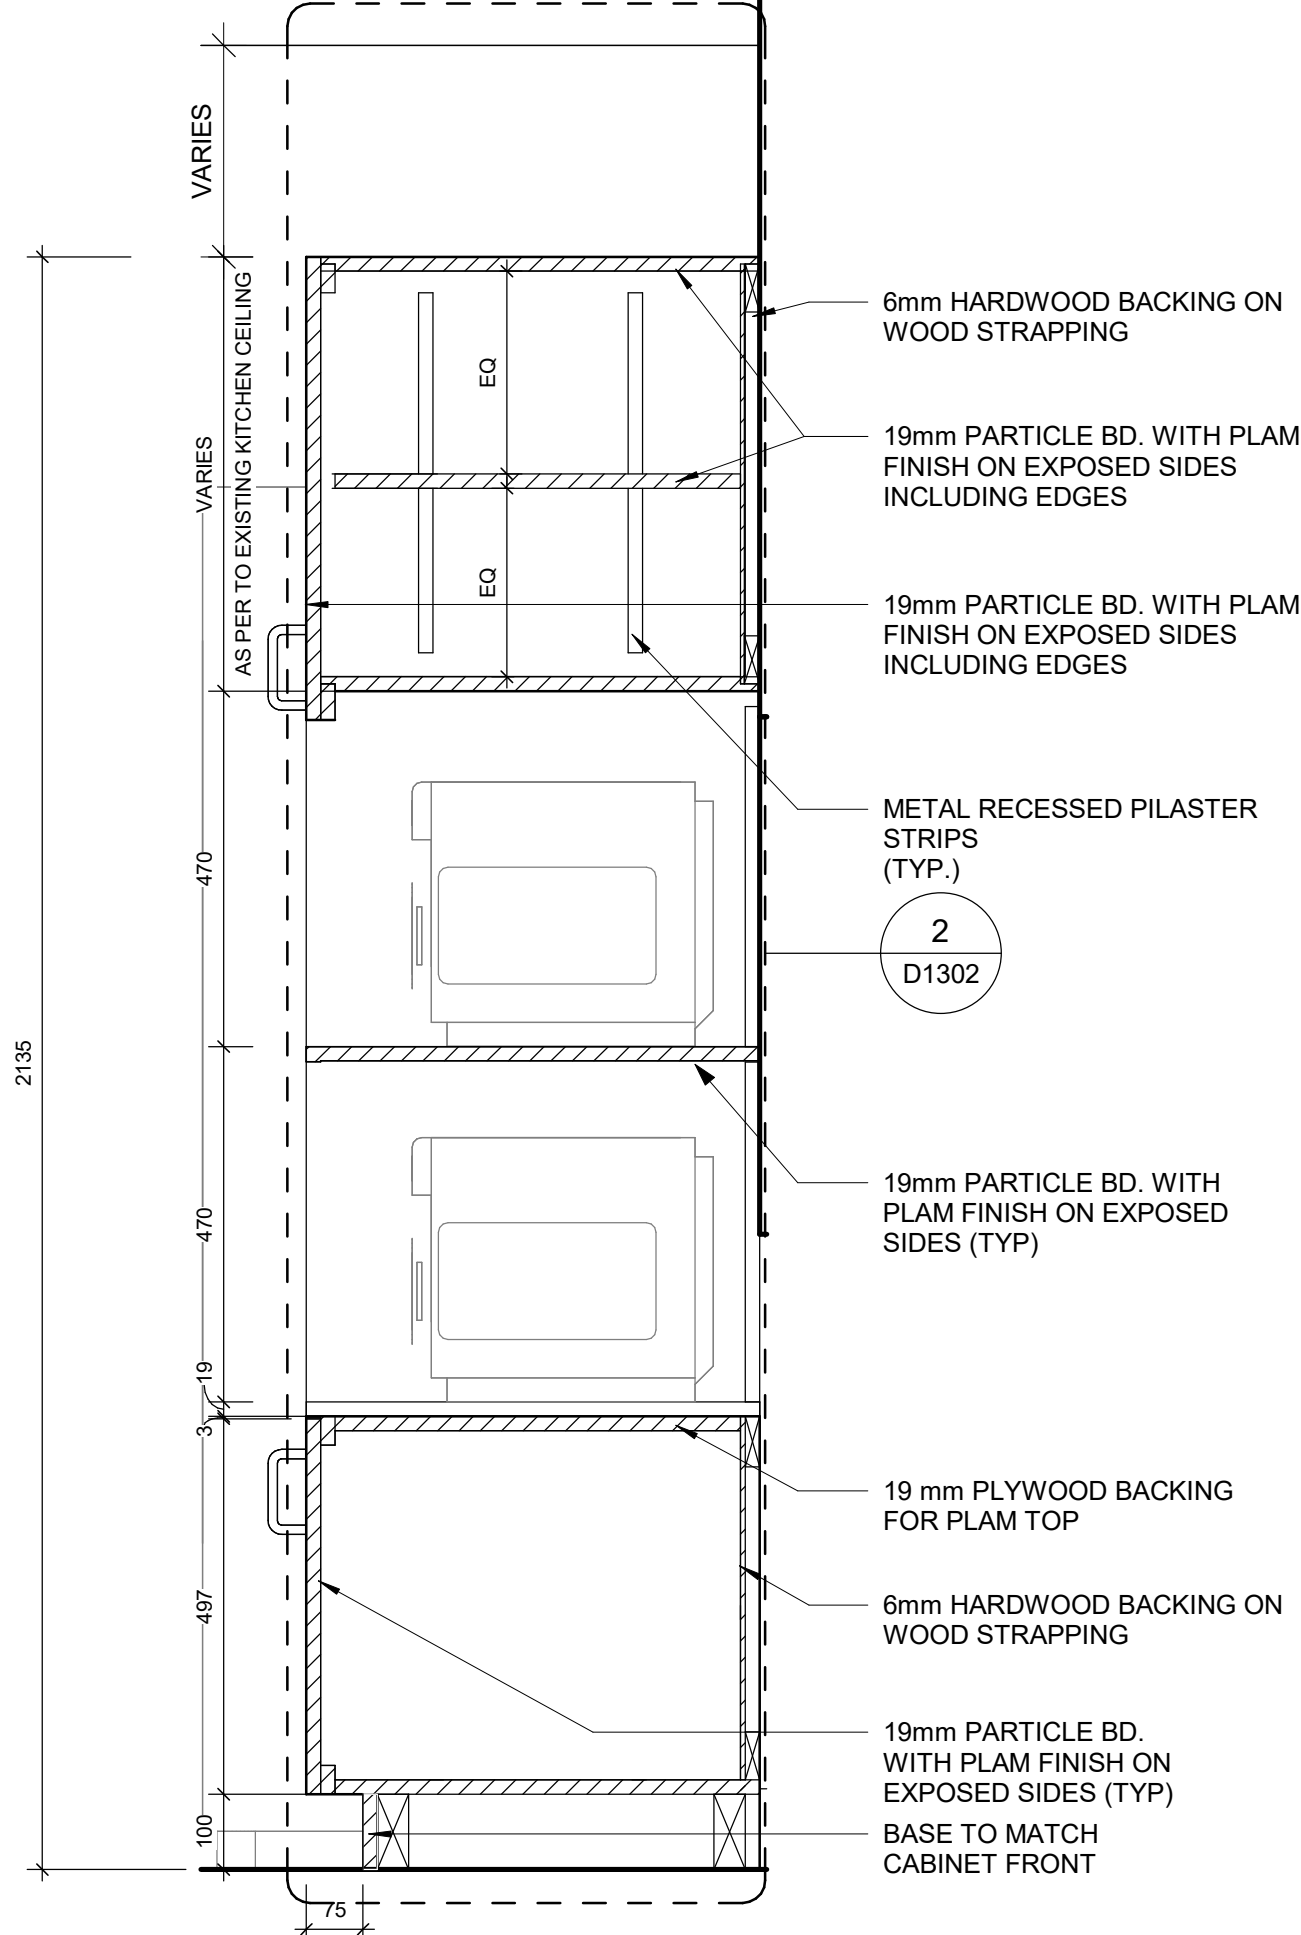 VARIES
AS PER TO EXISTING KITCHEN CEILING
VARIES
EQ
EQ
470
470
19
3
497
100
2135
75
6mm HARDWOOD BACKING ON
WOOD STRAPPING
19mm PARTICLE BD. WITH PLAM
FINISH ON EXPOSED SIDES
INCLUDING EDGES
19mm PARTICLE BD. WITH PLAM
FINISH ON EXPOSED SIDES
INCLUDING EDGES
METAL RECESSED PILASTER
STRIPS
(TYP.)
2
D1302
19mm PARTICLE BD. WITH
PLAM FINISH ON EXPOSED
SIDES (TYP)
19 mm PLYWOOD BACKING
FOR PLAM TOP
6mm HARDWOOD BACKING ON
WOOD STRAPPING
19mm PARTICLE BD.
WITH PLAM FINISH ON
EXPOSED SIDES (TYP)
BASE TO MATCH
CABINET FRONT